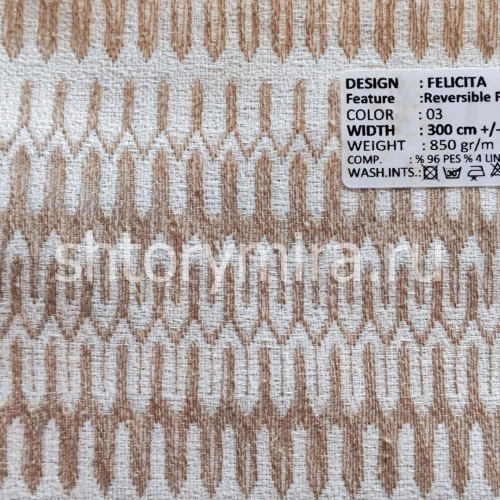 DESIGN : FELICITA
Feature :Reversible F
COLOR : 03
WIDTH : 300 cm +/-
WEIGHT : 850 gr/m
COMP. : % 96 PES % 4 LIN
WASH.INTS.:
shtorymira.ru